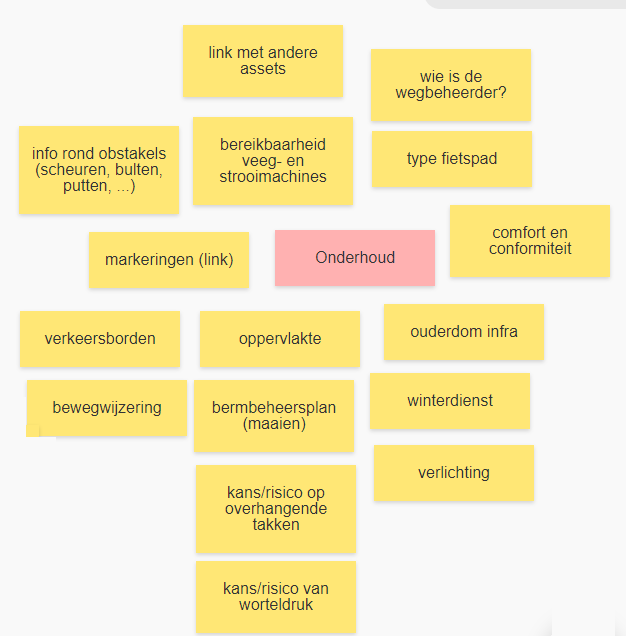 link met andere
assets
wie is de
wegbeheerder?
info rond obstakels
(scheuren, bulten,
putten, ...)
bereikbaarheid
veeg- en
strooimachines
type fietspad
markeringen (link)
Onderhoud
comfort en
conformiteit
verkeersborden
oppervlakte
ouderdom infra
bewegwijzering
bermbeheersplan
(maaien)
winterdienst
verlichting
kans/risico op
overhangende
takken
kans/risico van
worteldruk